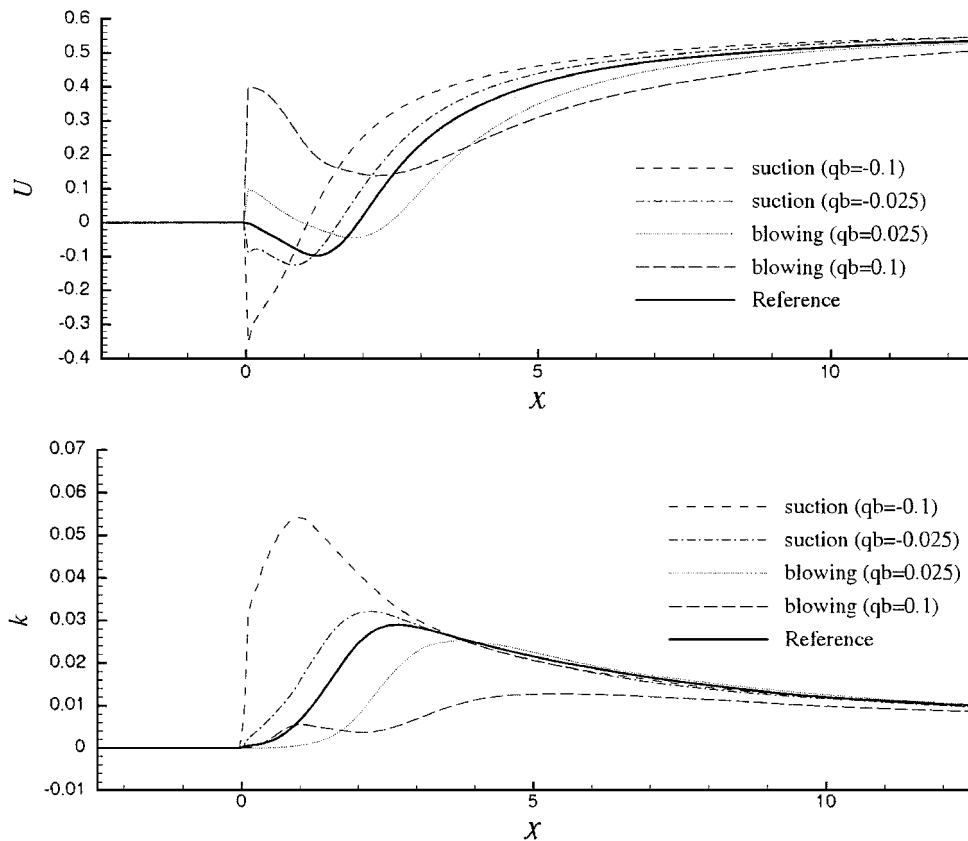 0.6
0.5
0.4
0.3
0.2
0.1
0
-0.1
-0.2
-0.3
-0.4
U
suction (qb=-0.1)
suction (qb=-0.025)
blowing (qb=0.025)
blowing (qb=0.1)
Reference
0 5 10
X
0.07
0.06
0.05
0.04
0.03
0.02
0.01
0
-0.01
k
suction (qb=-0.1)
suction (qb=-0.025)
blowing (qb=0.025)
blowing (qb=0.1)
Reference
0 5 10
X